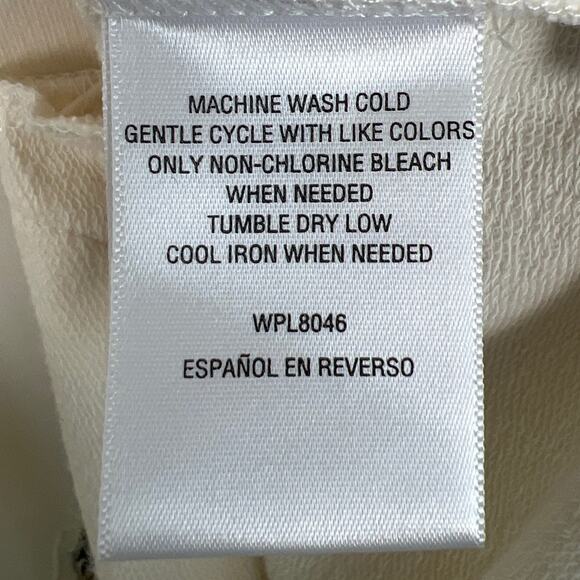 MACHINE WASH COLD
GENTLE CYCLE WITH LIKE COLORS
ONLY NON-CHLORINE BLEACH
WHEN NEEDED
TUMBLE DRY LOW
COOL IRON WHEN NEEDED
WPL8046
ESPAÑOL EN REVERSO